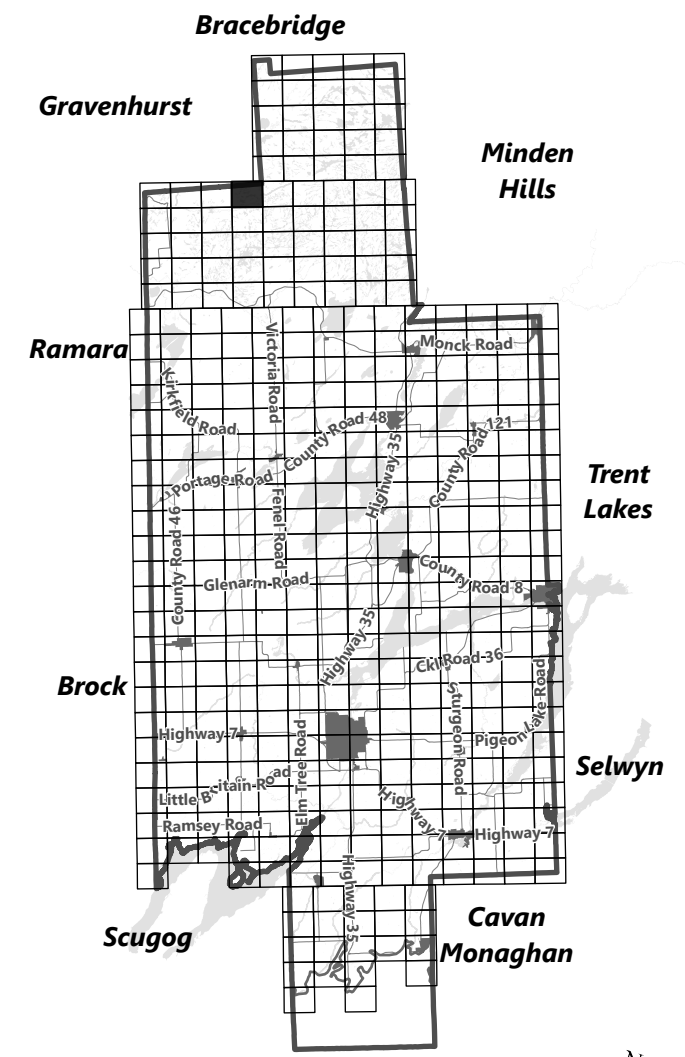 Bracebridge
Gravenhurst
Minden
Hills
Ramara
Victoria Road
Monck Road
Kirkfield Road
County Road 48
Highway 35
County Road 121
Portage Road
Trent
Lakes
County Road 46
Fenel Road
Glenarm Road
County Road 8
Highway 35
Ckl Road 36
Brock
Sturgeon Road
Pigeon Lake Road
Highway 7
Elm Tree Road
Selwyn
Little Britain Road
Highway 7
Ramsey Road
Highway 7
Highway 35
Scugog
Cavan
Monaghan
N